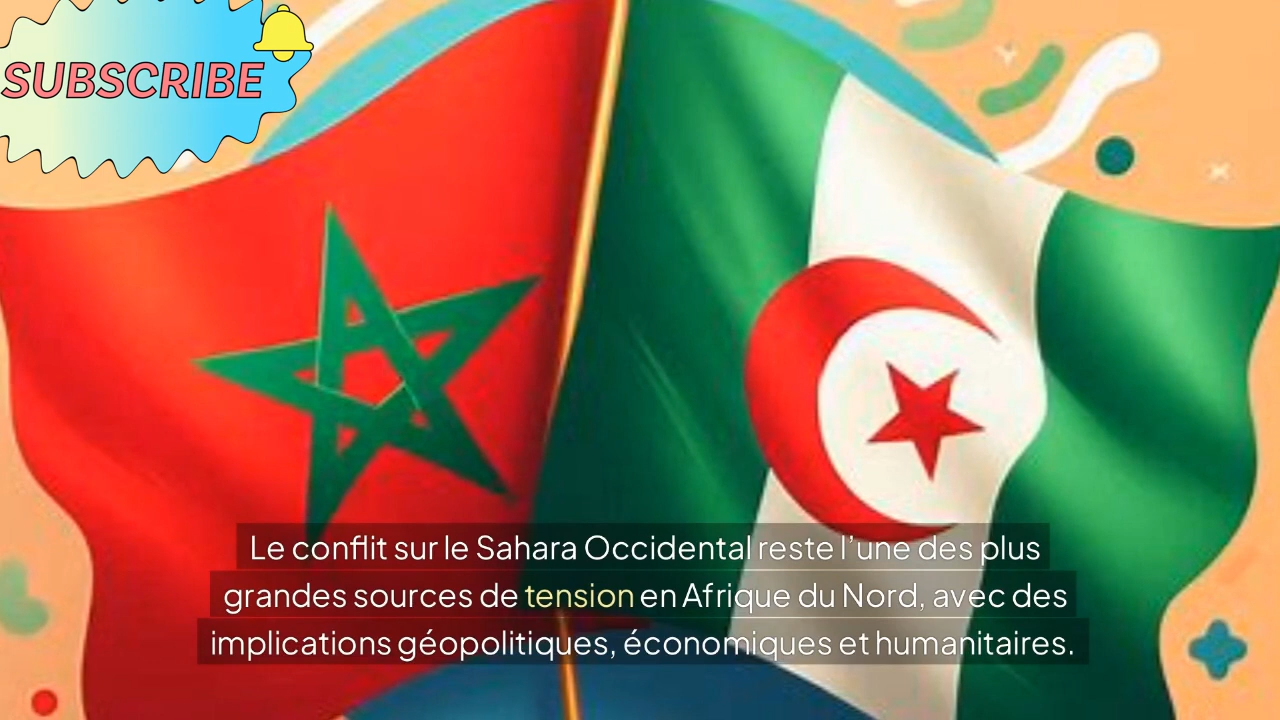 SUBSCRIBE
Le conflit sur le Sahara Occidental reste l’une des plus
grandes sources de tension en Afrique du Nord, avec des
implications géopolitiques, économiques et humanitaires.